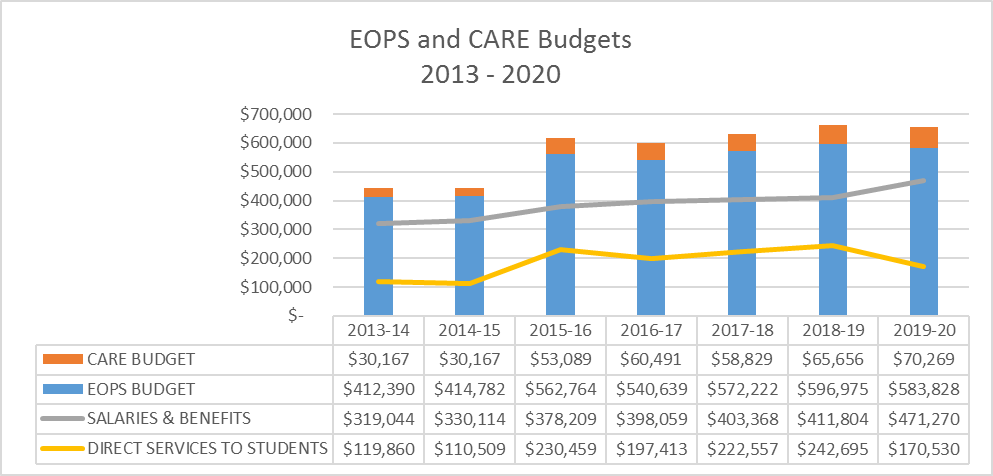 EOPS and CARE Budgets
2013 - 2020
$700,000
$600,000
$500,000
$400,000
$300,000
$200,000
$100,000
$-
2013-14 2014-15 2015-16 2016-17 2017-18 2018-19 2019-20
CARE BUDGET $30,167 $30,167 $53,089 $60,491 $58,829 $65,656 $70,269
EOPS BUDGET $412,390 $414,782 $562,764 $540,639 $572,222 $596,975 $583,828
SALARIES & BENEFITS $319,044 $330,114 $378,209 $398,059 $403,368 $411,804 $471,270
DIRECT SERVICES TO STUDENTS $119,860 $110,509 $230,459 $197,413 $222,557 $242,695 $170,530